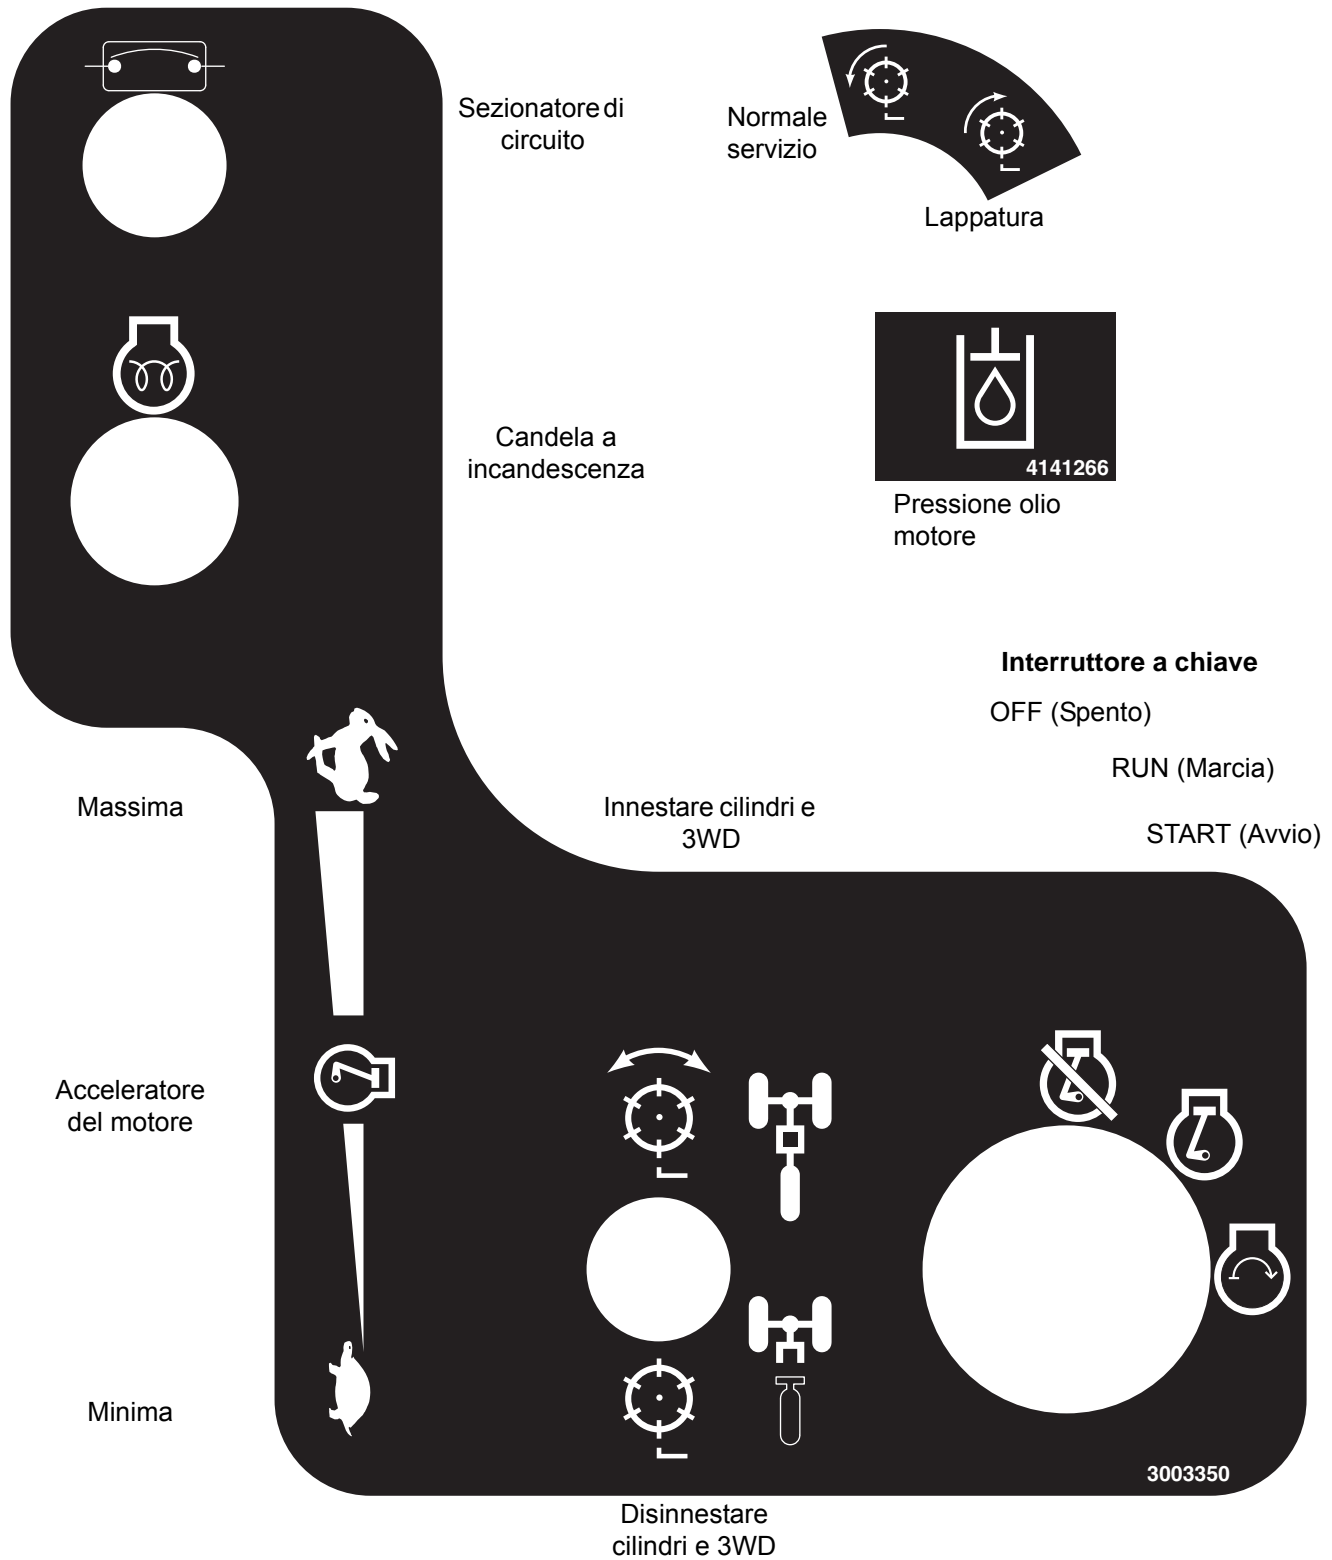 Sezionatore di
circuito
Normale
servizio
Lappatura
Candela a
incandescenza
4141266
Pressione olio
motore
Interruttore a chiave
OFF (Spento)
RUN (Marcia)
START (Avvio)
Massima
Innestare cilindri e
3WD
Acceleratore
del motore
Minima
3003350
Disinnestare
cilindri e 3WD